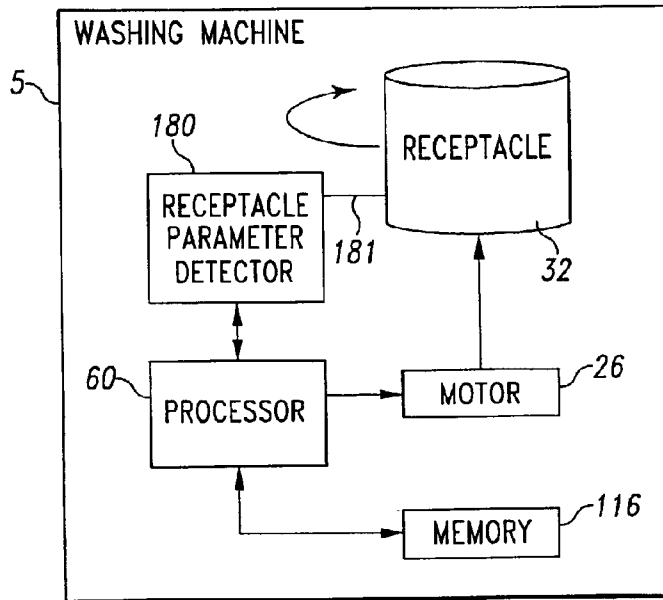 WASHING MACHINE
5
180
RECEPTACLE
RECEPTACLE
PARAMETER
DETECTOR
181
32
60
PROCESSOR
MOTOR
26
MEMORY
116